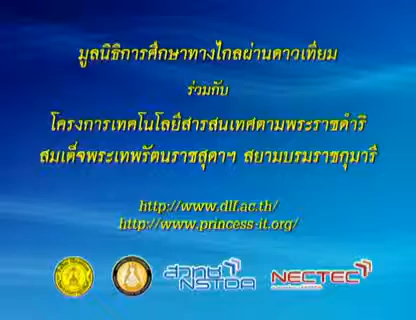 มูลนิธิการศึกษาทางไกลผ่านดาวเทียม
ร่วมกับ
โครงการเทคโนโลยีสารสนเทศตามพระราชดำริ
สมเด็จพระเทพรัตนราชสุดาฯ สยามบรมราชกุมารี
http://www.dlf.ac.th/
http://www.princess-it.org/
สวทช
NSTDA
NECTEC